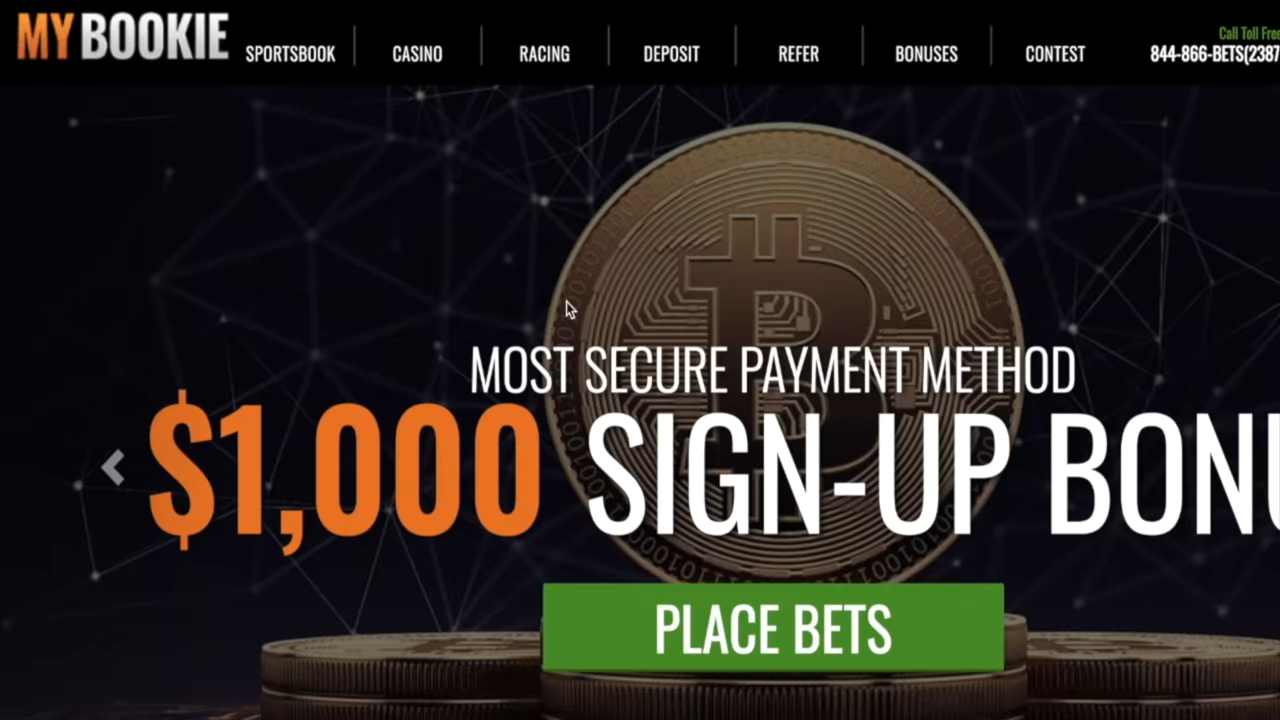 MY BOOKIE
SPORTSBOOK
CASINO
RACING
DEPOSIT
REFER
BONUSES
CONTEST
Call Toll Free
844-866-BETS(2387
MOST SECURE PAYMENT METHOD
$1,000 SIGN-UP BONU
PLACE BETS